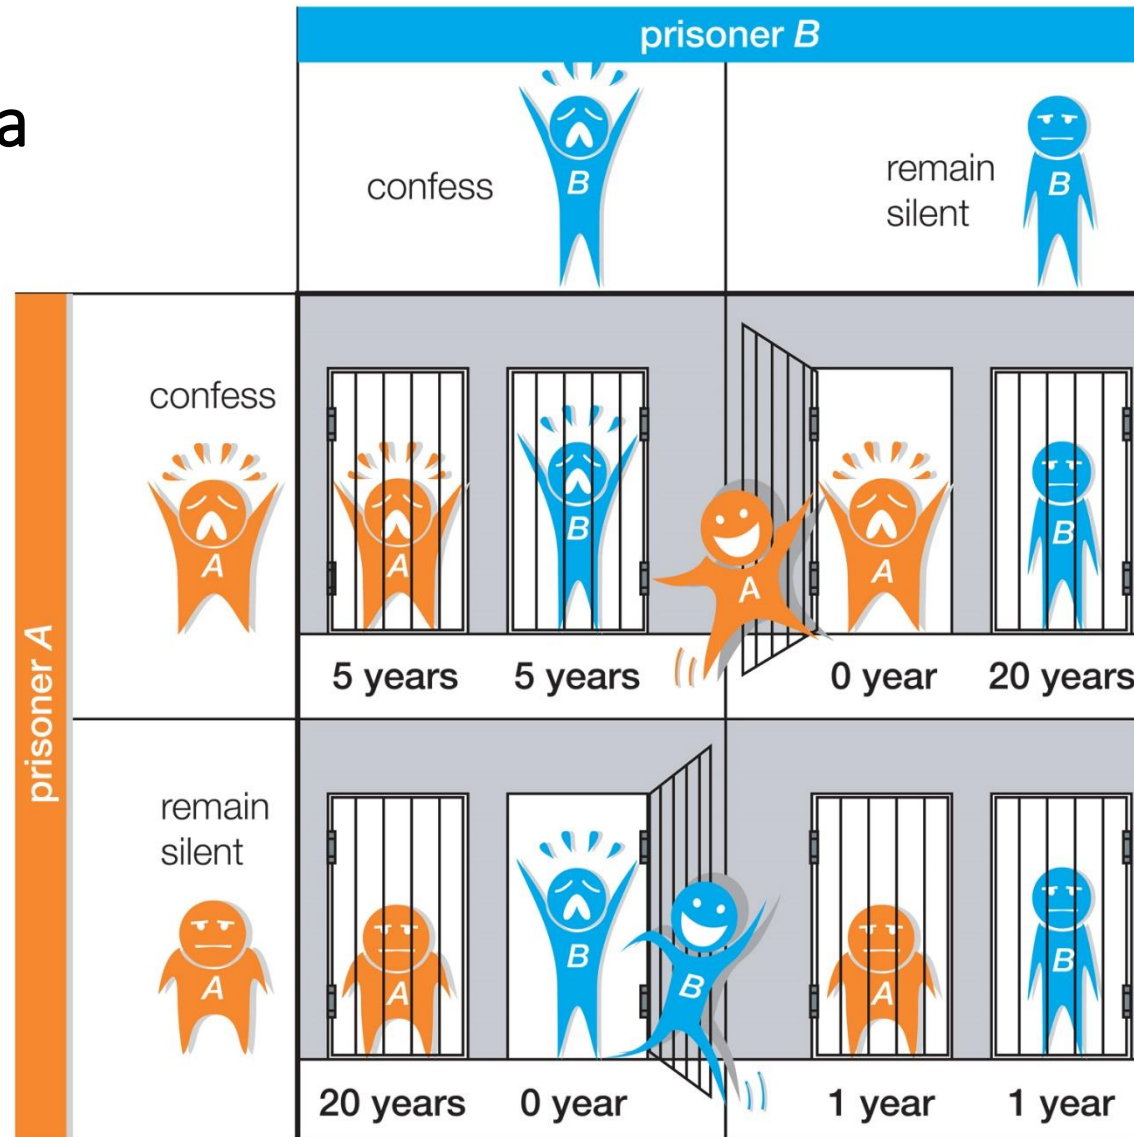 a
prisoner B
confess
B
remain
silent
B
prisoner A
confess
A
A
B
A
A
B
5 years
5 years
0 year
20 years
remain
silent
A
A
B
B
A
B
20 years
0 year
1 year
1 year